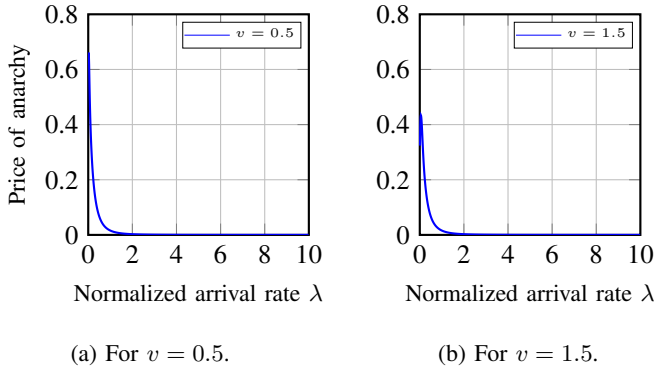 v = 0.5
0.8
0.6
0.4
0.2
0
0 2 4 6 8 10
Price of anarchy
Normalized arrival rate λ
(a) For v = 0.5.
v = 1.5
0.8
0.6
0.4
0.2
0
0 2 4 6 8 10
Normalized arrival rate λ
(b) For v = 1.5.